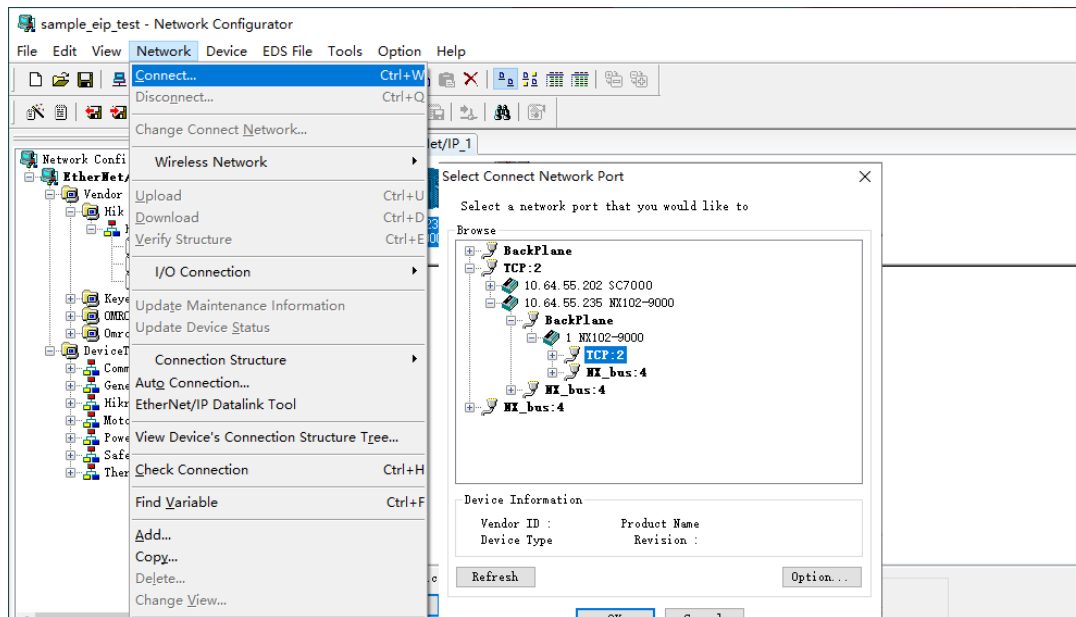 sample_eip_test - Network Configurator
File Edit View Network Device EDS File Tools Option Help
Connect... Ctrl+W
Disconnect... Ctrl+Q
Change Connect Network...
Wireless Network
Upload Ctrl+U
Download Ctrl+D
Verify Structure Ctrl+E
I/O Connection
Update Maintenance Information
Update Device Status
Connection Structure
Auto Connection...
EtherNet/IP Datalink Tool
View Device's Connection Structure Tree...
Check Connection Ctrl+H
Find Variable Ctrl+F
Add...
Copy...
Delete...
Change View...
Network Confi
EtherNet/
Vendor
Hik
Keye
OMRO
Omro
DeviceT
Comm
Gene
Hikr
Moto
Powe
Safe
Ther
et/IP_1
Select Connect Network Port
Select a network port that you would like to
Browse
BackPlane
TCP:2
10.64.55.202 SC7000
10.64.55.235 NX102-9000
BackPlane
1 NX102-9000
TCP:2
NX_bus:4
NX_bus:4
NX_bus:4
Device Information
Vendor ID : Product Name
Device Type Revision :
Refresh Option...